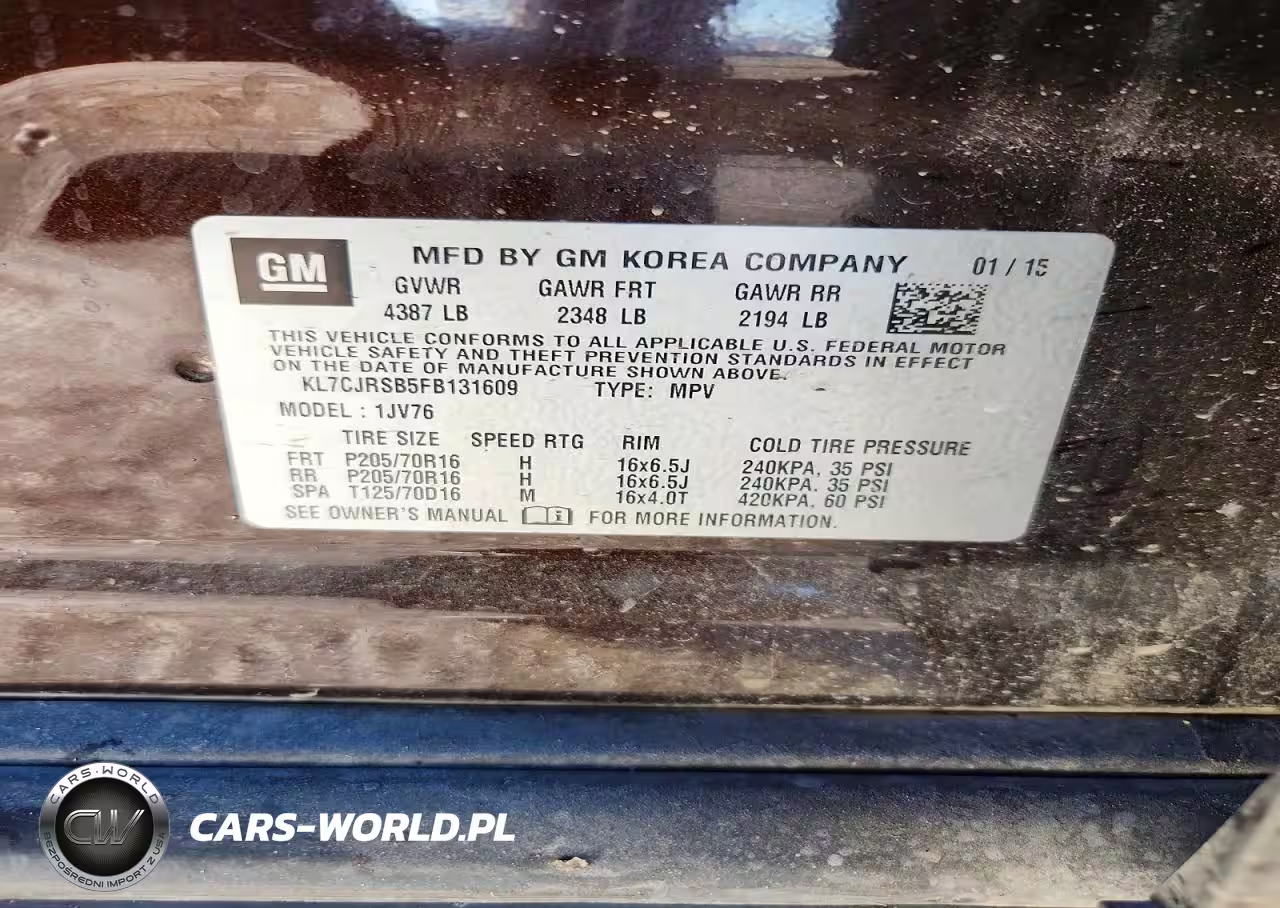 GM
MFD BY GM KOREA COMPANY 01 / 15
GVWR GAWR FRT GAWR RR
4387 LB 2348 LB 2194 LB
THIS VEHICLE CONFORMS TO ALL APPLICABLE U.S. FEDERAL MOTOR
VEHICLE SAFETY AND THEFT PREVENTION STANDARDS IN EFFECT
ON THE DATE OF MANUFACTURE SHOWN ABOVE.
KL7CJRSB5FB131609 TYPE: MPV
MODEL : 1JV76
TIRE SIZE SPEED RTG RIM COLD TIRE PRESSURE
FRT P205/70R16 H 16x6.5J 240KPA, 35 PSI
RR P205/70R16 H 16x6.5J 240KPA, 35 PSI
SPA T125/70D16 M 16x4.0T 420KPA, 60 PSI
SEE OWNER'S MANUAL FOR MORE INFORMATION.
CARS-WORLD
CW
BEZPOŚREDNI IMPORT Z USA
CARS-WORLD.PL